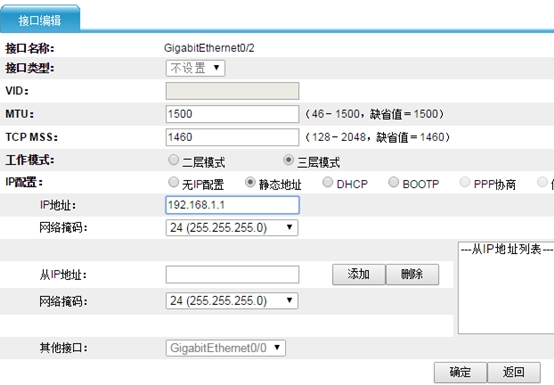 接口编辑
接口名称： GigabitEthernet0/2
接口类型： 不设置
VID：
MTU： 1500 （46－1500，缺省值＝1500）
TCP MSS： 1460 （128－2048，缺省值＝1460）
工作模式： 二层模式 三层模式
IP配置： 无IP配置 静态地址 DHCP BOOTP PPP协商
IP地址： 192.168.1.1
网络掩码： 24 (255.255.255.0)
---从IP地址列表---
从IP地址： 添加 删除
网络掩码： 24 (255.255.255.0)
其他接口： GigabitEthernet0/0
确定 返回